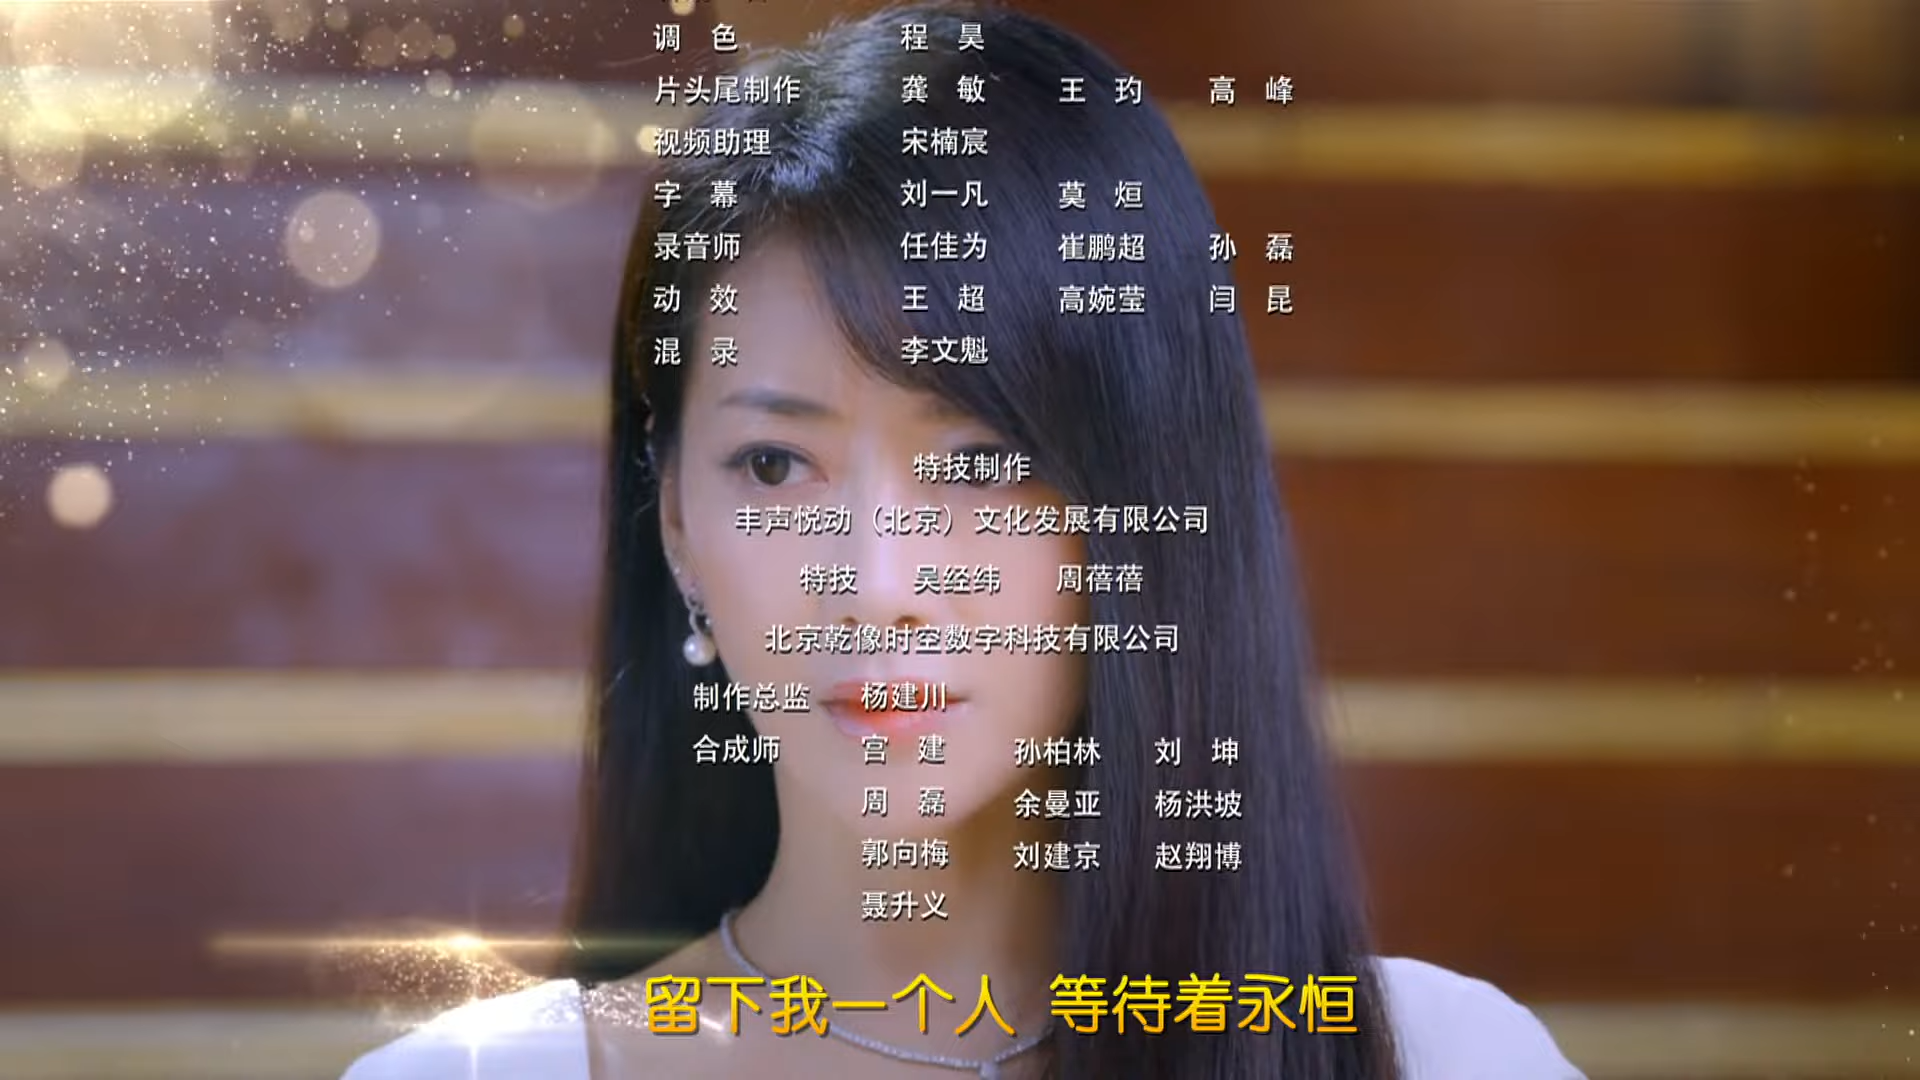 调色 程昊
片头尾制作 龚敏 王玓 高峰
视频助理 宋楠宸
字幕 刘一凡 莫烜
录音师 任佳为 崔鹏超 孙磊
动效 王超 高婉莹 闫昆
混录 李文魁
特技制作
丰声悦动（北京）文化发展有限公司
特技 吴经纬 周蓓蓓
北京乾像时空数字科技有限公司
制作总监 杨建川
合成师 宫建 孙柏林 刘坤
周磊 余曼亚 杨洪坡
郭向梅 刘建京 赵翔博
聂升义
留下我一个人 等待着永恒